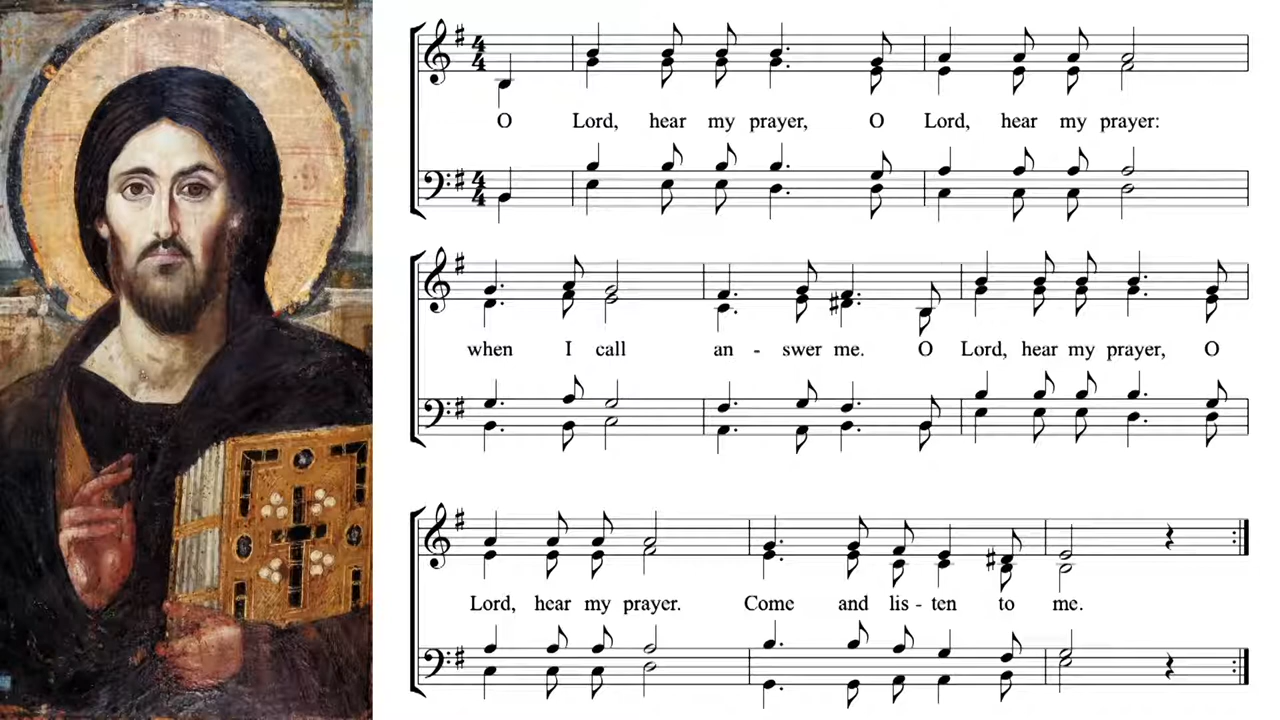 O Lord, hear my prayer, O Lord, hear my prayer:
when I call an - swer me. O Lord, hear my prayer, O
Lord, hear my prayer. Come and lis - ten to me.